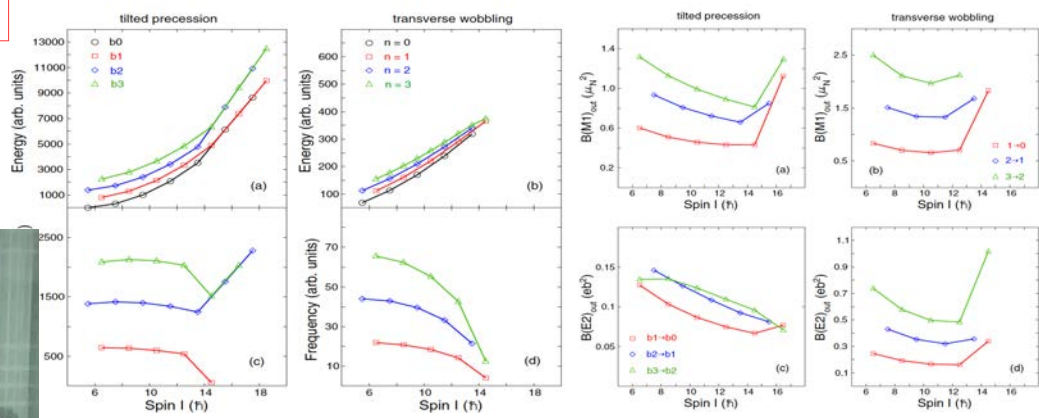 tilted precession
transverse wobbling
13000
11000
9000
7000
5000
3000
1000
Energy (arb. units)
b0
b1
b2
b3
(a)
600
500
400
300
200
100
Energy (arb. units)
n = 0
n = 1
n = 2
n = 3
(b)
2500
1500
500
(c)
6 10 14 18
Spin I (ħ)
70
50
30
10
Frequency (arb. units)
(d)
6 10 14 18
Spin I (ħ)
tilted precession
transverse wobbling
1.4
1.0
0.6
0.2
B(M1)out (μN²)
(a)
6 8 10 12 14 16
Spin I (ħ)
2.5
1.5
0.5
B(M1)out (μN²)
(b)
1→0
2→1
3→2
6 8 10 12 14 16 18
Spin I (ħ)
0.15
0.10
0.05
B(E2)out (eb²)
b1→b0
b2→b1
b3→b2
(c)
6 8 10 12 14 16
Spin I (ħ)
1.1
0.9
0.7
0.5
0.3
0.1
B(E2)out (eb²)
(d)
6 8 10 12 14 16 18
Spin I (ħ)